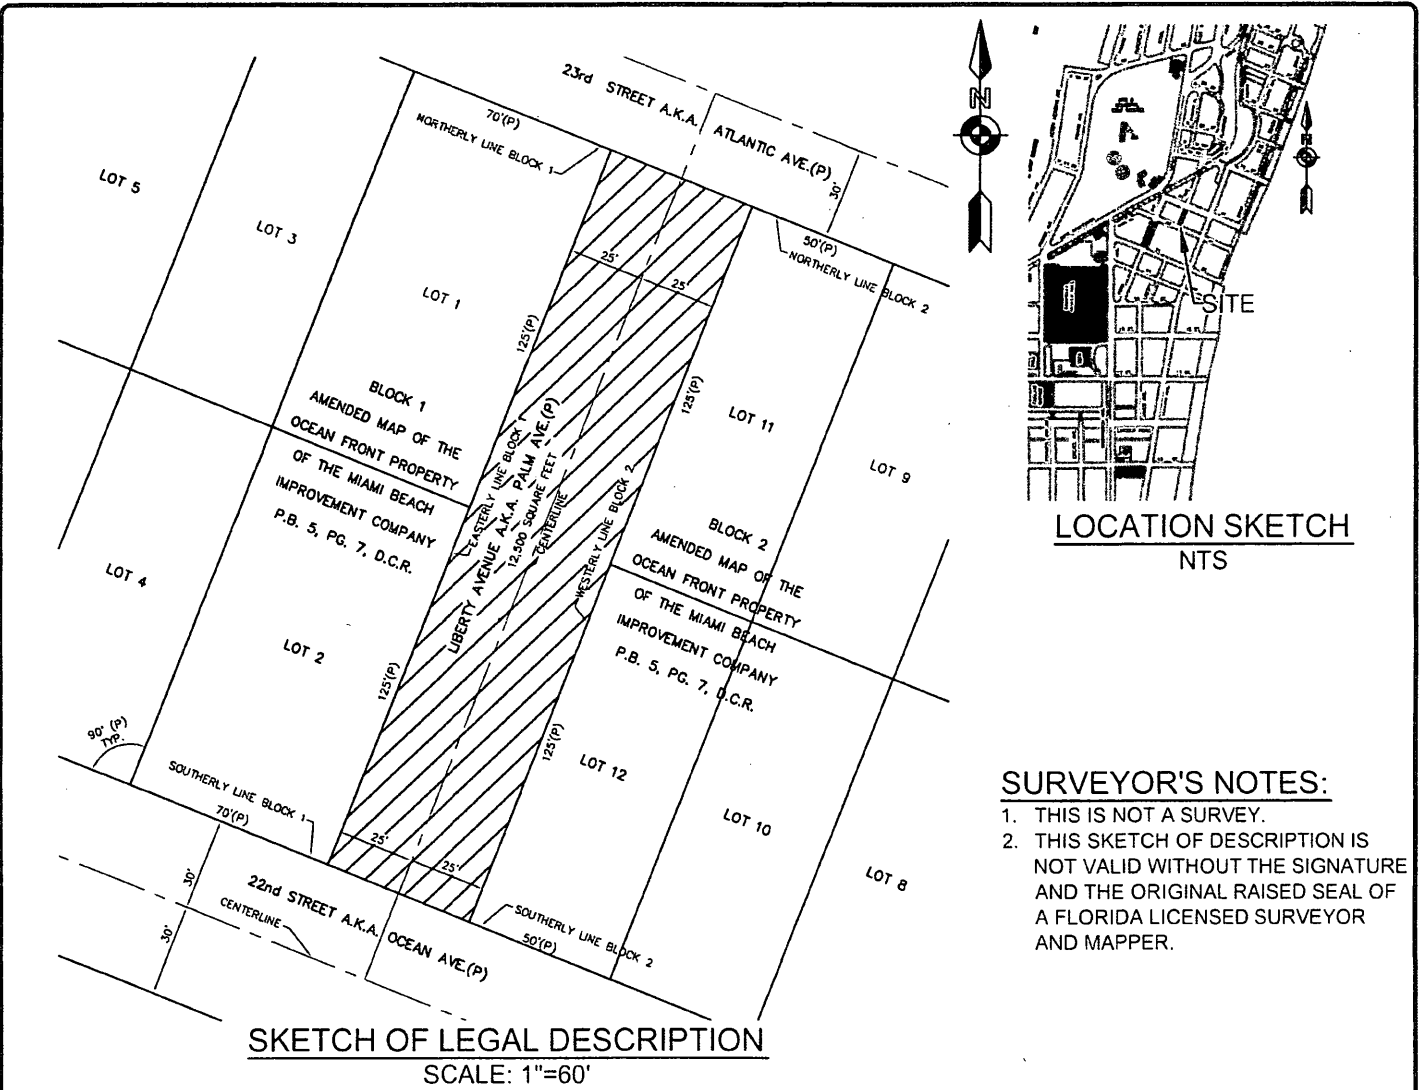 23rd STREET A.K.A. ATLANTIC AVE.(P)
70'(P)
NORTHERLY LINE BLOCK 1
30'
50'(P)
NORTHERLY LINE BLOCK 2
LOT 5
LOT 3
LOT 1
25'
25'
125'(P)
125'(P)
BLOCK 1
AMENDED MAP OF THE
OCEAN FRONT PROPERTY
OF THE MIAMI BEACH
IMPROVEMENT COMPANY
P.B. 5, PG. 7, D.C.R.
EASTERLY LINE BLOCK 1
LIBERTY AVENUE A.K.A. PALM AVE.(P)
12,500 SQUARE FEET
CENTERLINE
WESTERLY LINE BLOCK 2
LOT 11
LOT 9
BLOCK 2
AMENDED MAP OF THE
OCEAN FRONT PROPERTY
OF THE MIAMI BEACH
IMPROVEMENT COMPANY
P.B. 5, PG. 7, D.C.R.
LOT 4
LOT 2
125'(P)
125'(P)
LOT 12
LOT 10
LOT 8
90° (P)
TYP.
SOUTHERLY LINE BLOCK 1
70'(P)
25'
25'
30'
30'
22nd STREET A.K.A. OCEAN AVE.(P)
CENTERLINE
SOUTHERLY LINE BLOCK 2
50'(P)
SKETCH OF LEGAL DESCRIPTION
SCALE: 1"=60'
N
N
SITE
LOCATION SKETCH
NTS
SURVEYOR'S NOTES:
1. THIS IS NOT A SURVEY.
2. THIS SKETCH OF DESCRIPTION IS
NOT VALID WITHOUT THE SIGNATURE
AND THE ORIGINAL RAISED SEAL OF
A FLORIDA LICENSED SURVEYOR
AND MAPPER.